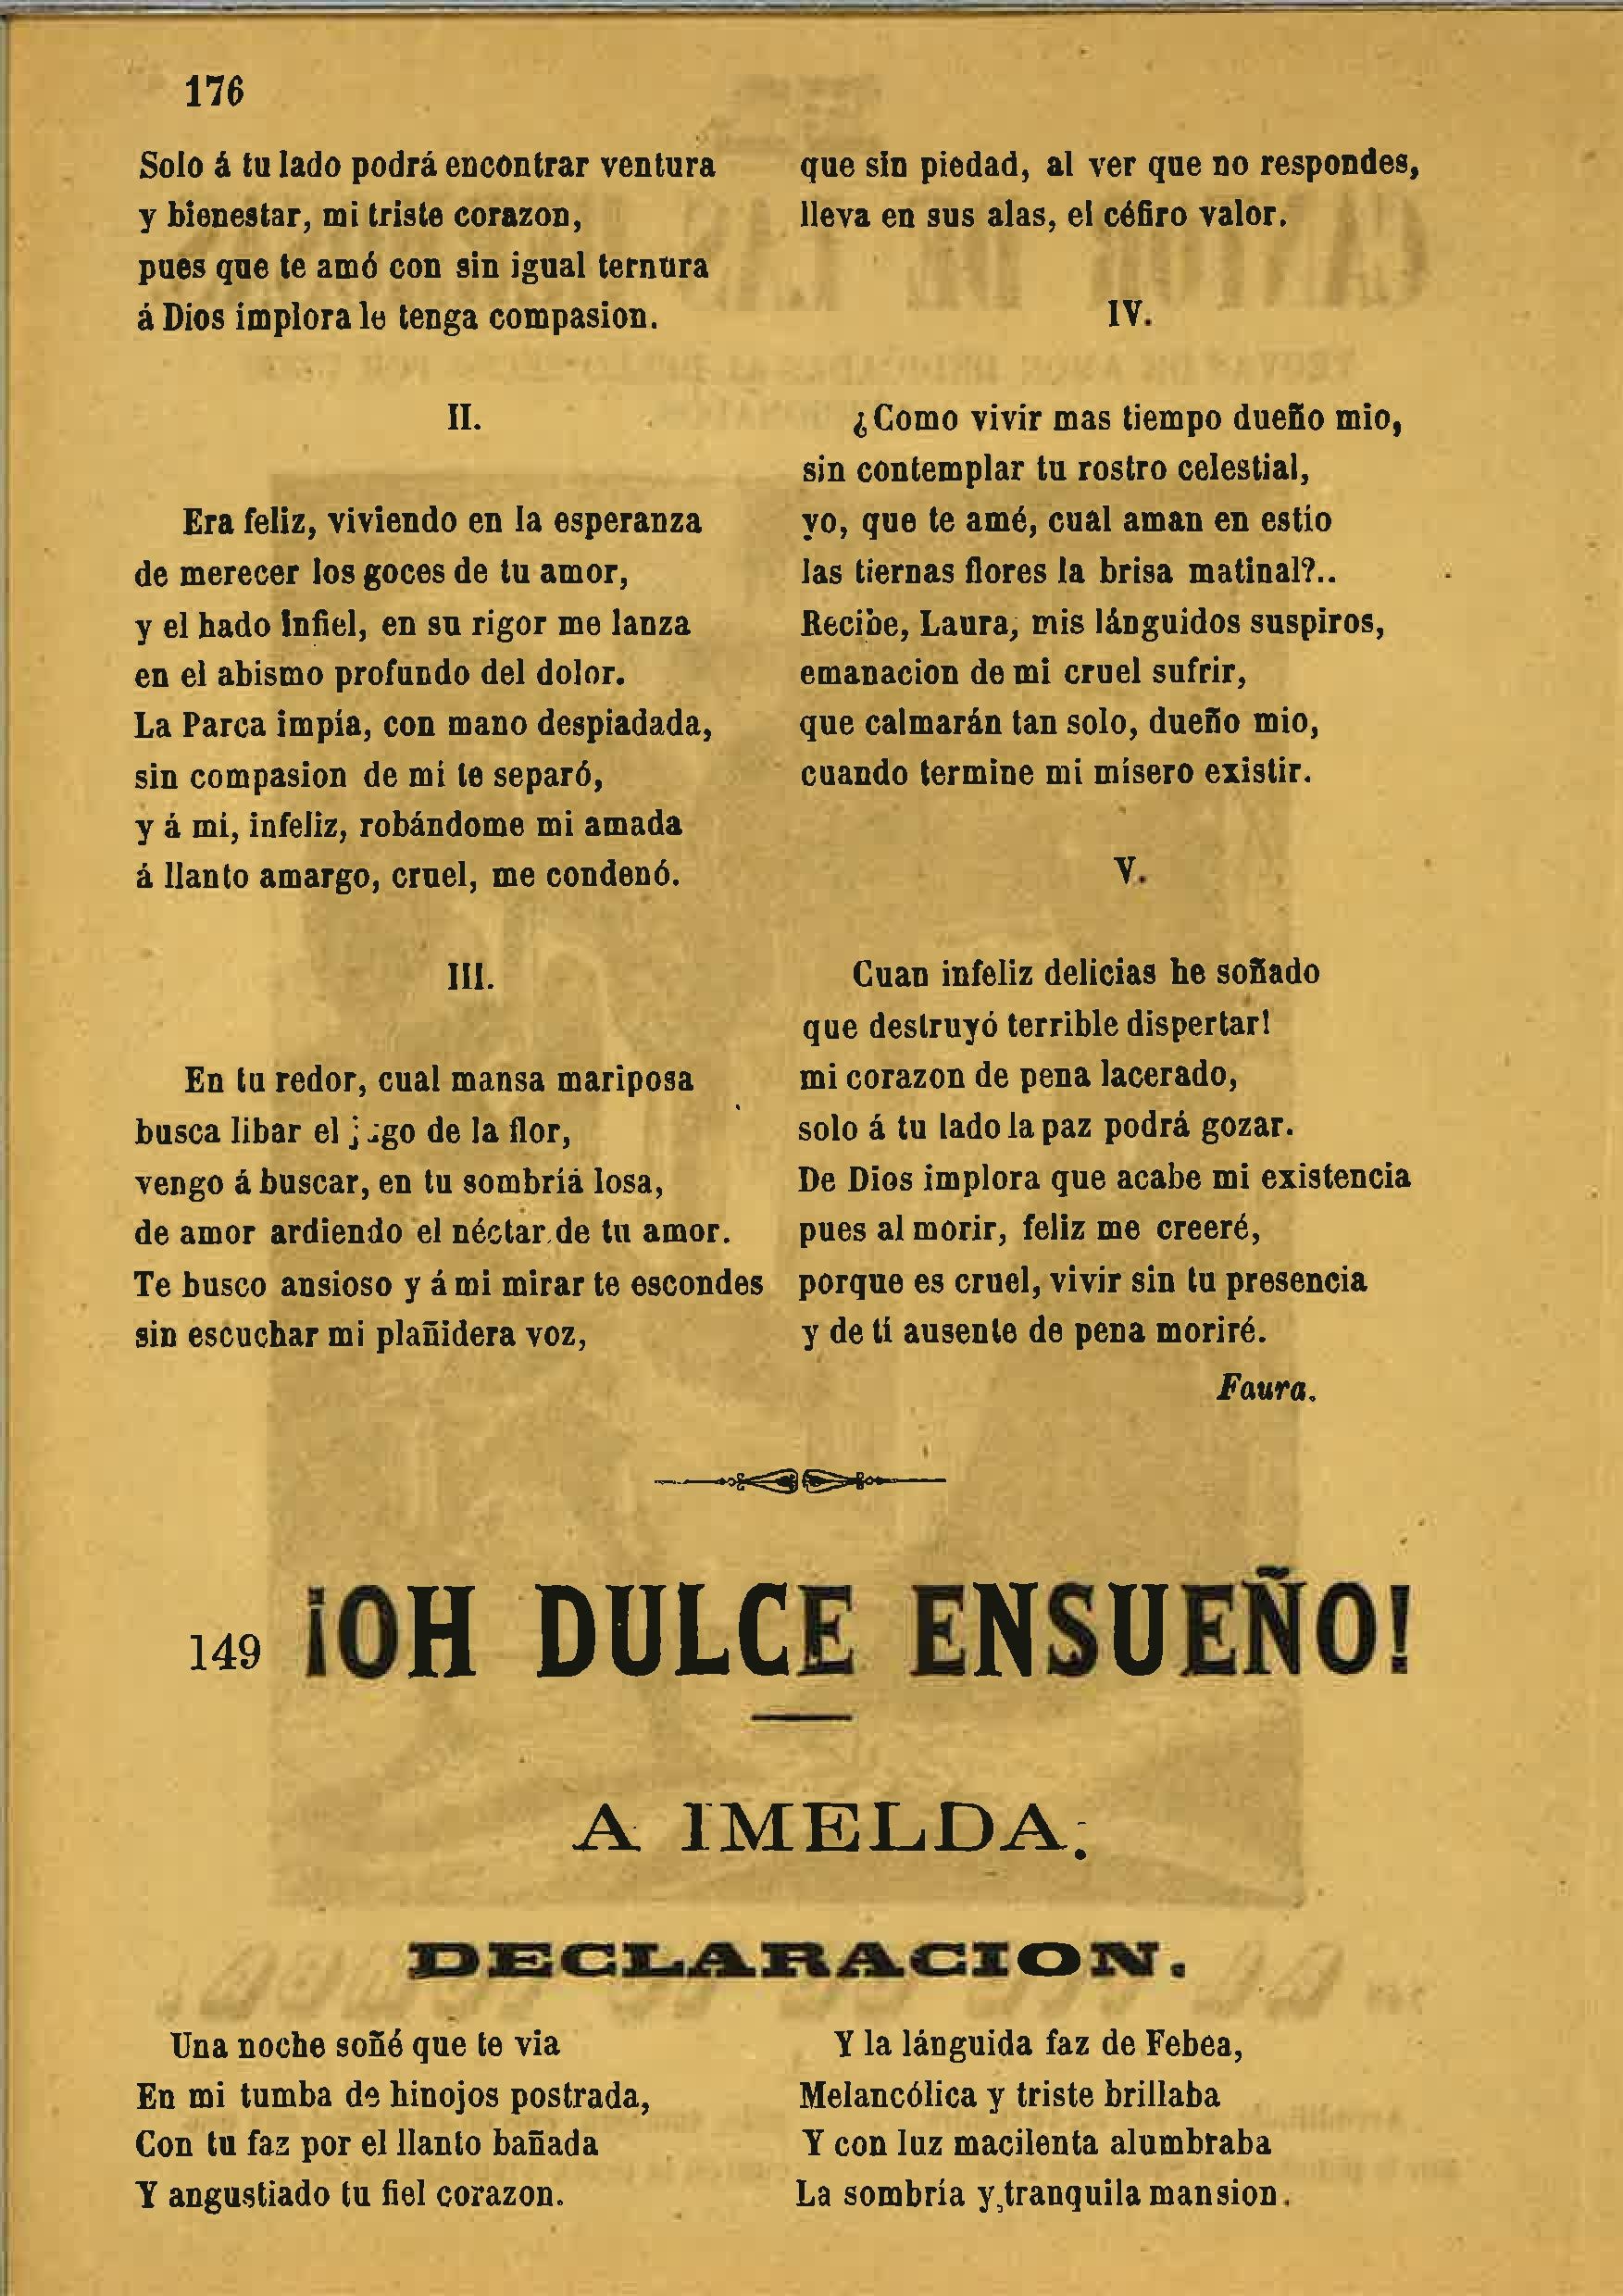 176
Solo á tu lado podrá encontrar ventura
y bienestar, mi triste corazon,
pues que te amó con sin igual ternura
á Dios implora le tenga compasion.
II.
Era feliz, viviendo en la esperanza
de merecer los goces de tu amor,
y el hado infiel, en su rigor me lanza
en el abismo profundo del dolor.
La Parca impía, con mano despiadada,
sin compasion de mí te separó,
y á mi, infeliz, robándome mi amada
á llanto amargo, cruel, me condenó.
III.
En tu redor, cual mansa mariposa
busca libar el jugo de la flor,
vengo á buscar, en tu sombría losa,
de amor ardiendo el néctar de tu amor.
Te busco ansioso y á mi mirar te escondes
sin escuchar mi plañidera voz,
que sin piedad, al ver que no respondes,
lleva en sus alas, el céfiro valor.
IV.
¿Como vivir mas tiempo dueño mio,
sin contemplar tu rostro celestial,
yo, que te amé, cual aman en estio
las tiernas flores la brisa matinal?..
Recibe, Laura, mis lánguidos suspiros,
emanacion de mi cruel sufrir,
que calmarán tan solo, dueño mio,
cuando termine mi mísero existir.
V.
Cuan infeliz delicias he soñado
que destruyó terrible dispertar!
mi corazon de pena lacerado,
solo á tu lado la paz podrá gozar.
De Dios implora que acabe mi existencia
pues al morir, feliz me creeré,
porque es cruel, vivir sin tu presencia
y de tí ausente de pena moriré.
Faura.
149 ¡OH DULCE ENSUEÑO!
A IMELDA.
DECLARACION.
Una noche soñé que te via
En mi tumba de hinojos postrada,
Con tu faz por el llanto bañada
Y angustiado tu fiel corazon.
Y la lánguida faz de Febea,
Melancólica y triste brillaba
Y con luz macilenta alumbraba
La sombría y tranquila mansion.